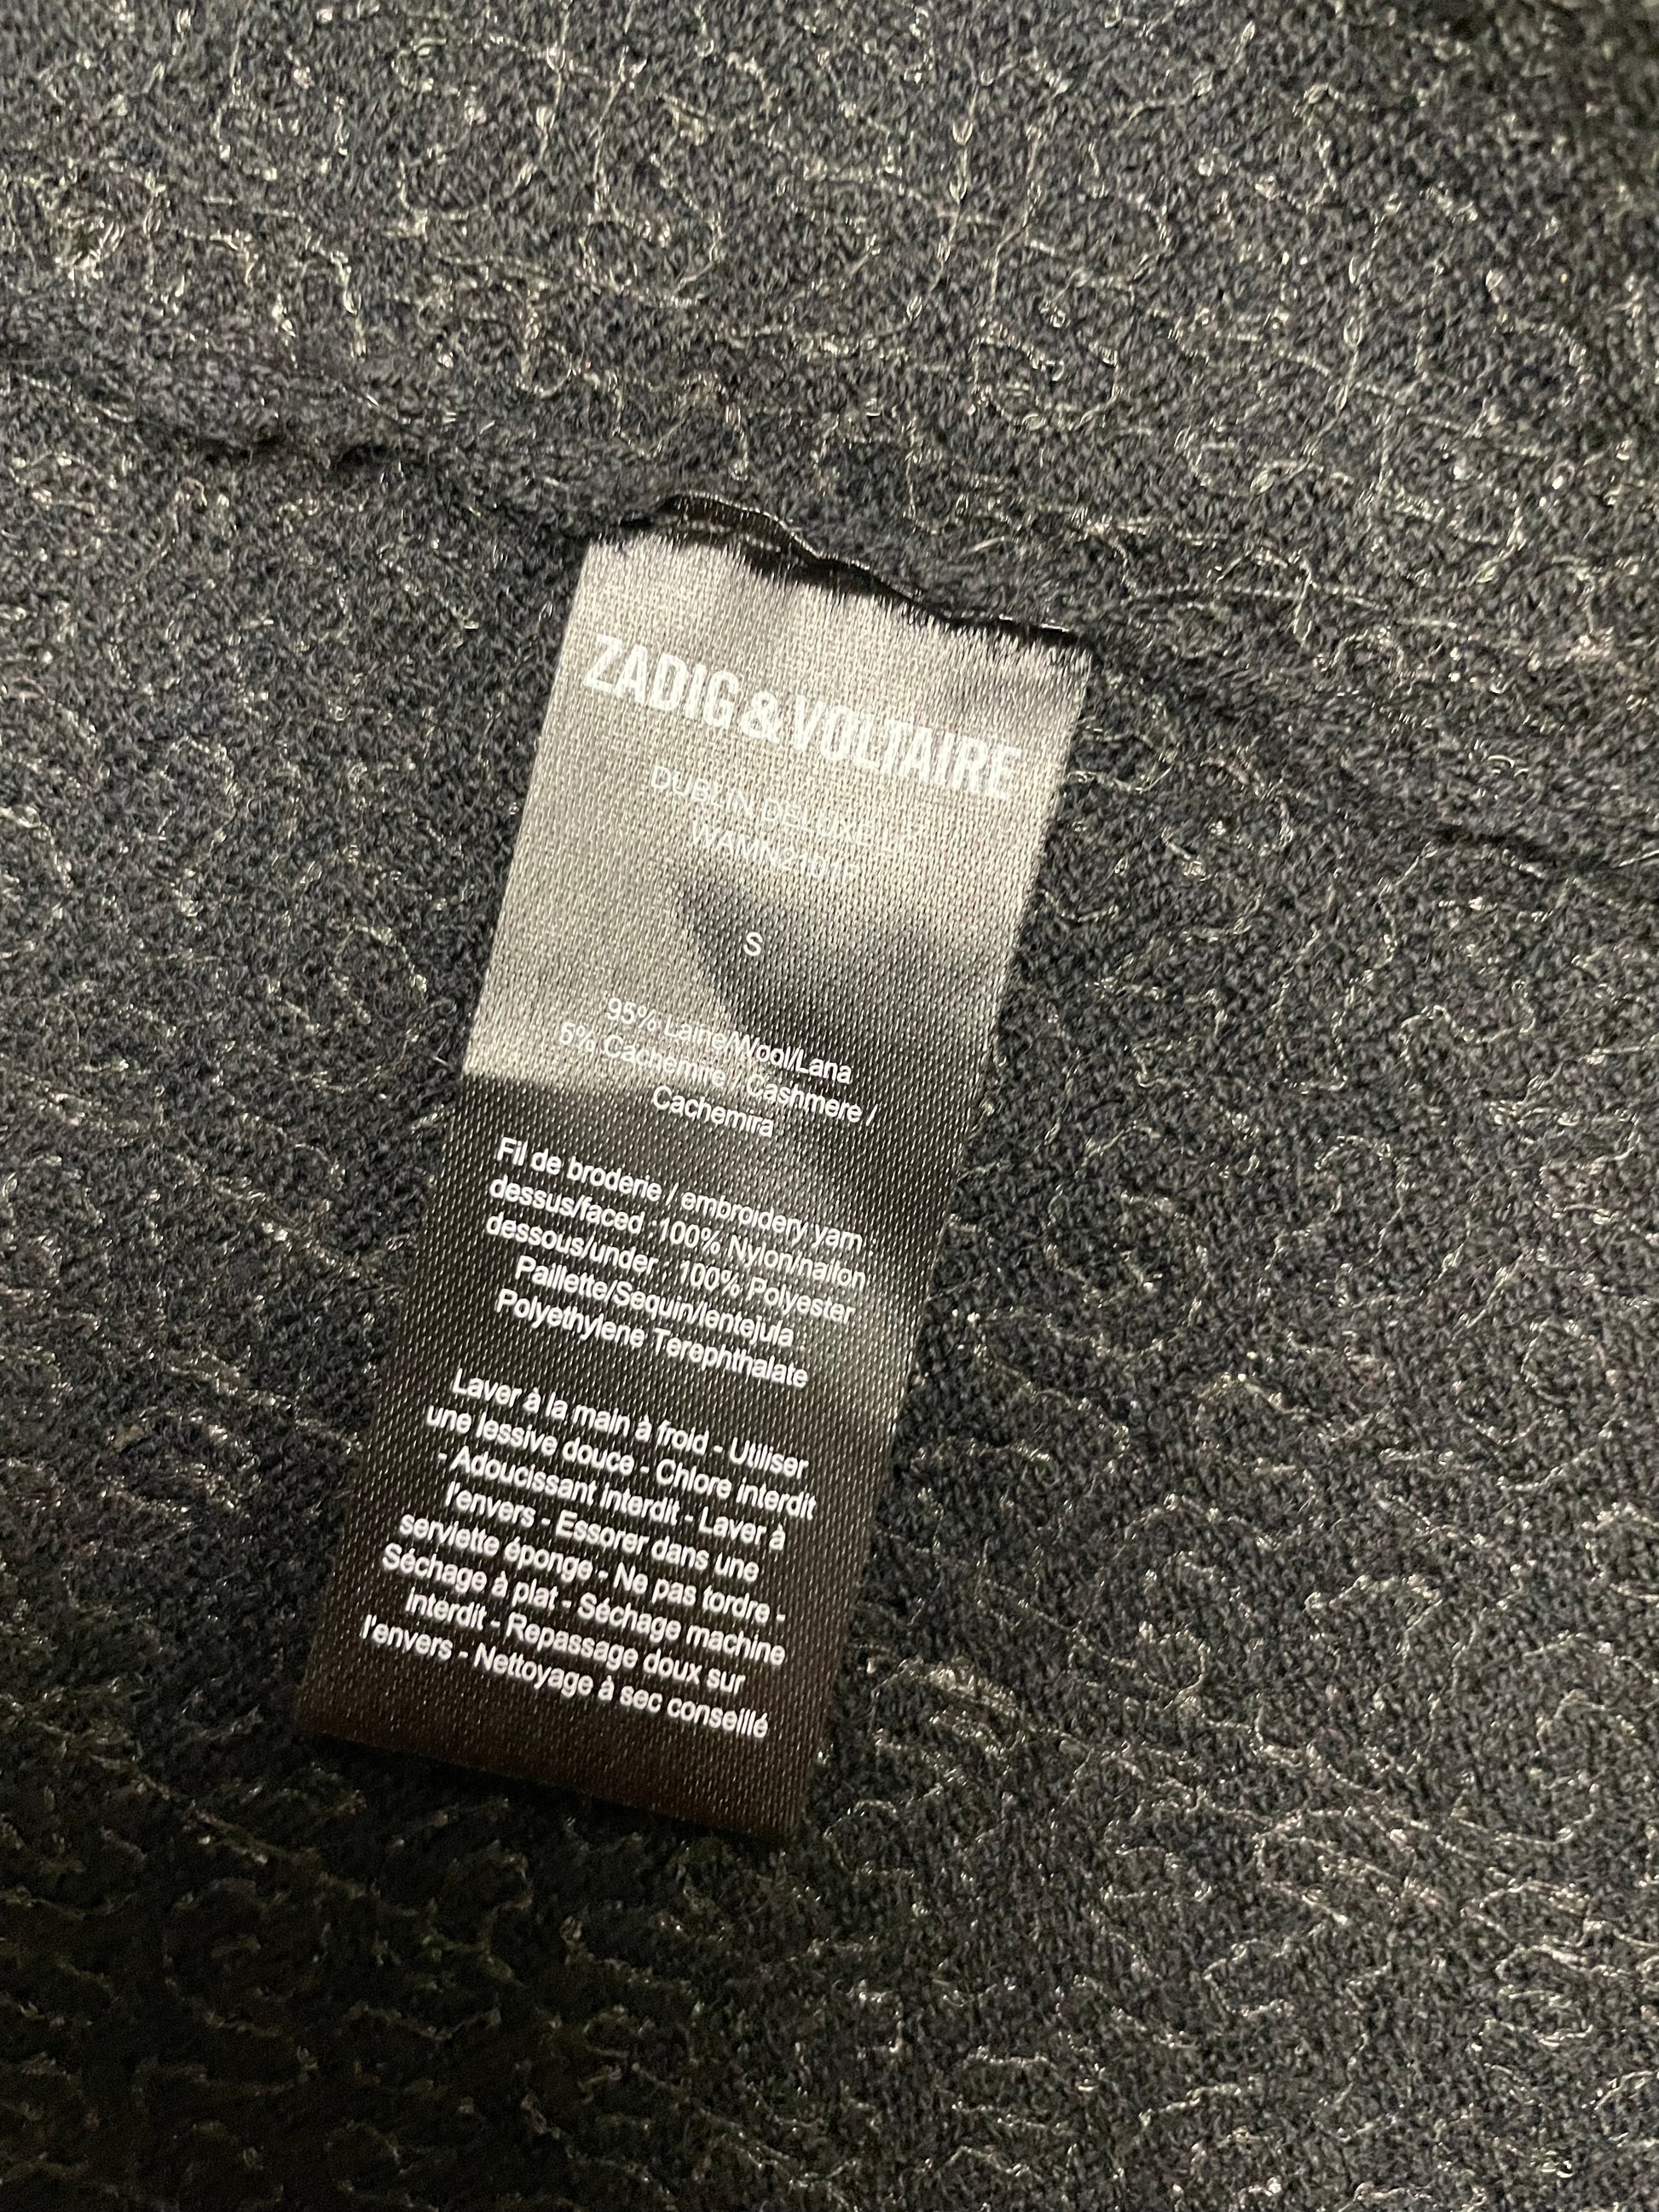 ZADIG & VOLTAIRE
DUBLIN DELUXE
S
95% Laine/Wool/Lana
5% Cachemire / Cashmere /
Cachemira
Fil de broderie / embroidery yarn :
dessus/faced :100% Nylon/nailon
dessous/under : 100% Polyester
Paillette/Sequin/lentejula :
Polyethylene Terephthalate
Laver à la main à froid - Utiliser
une lessive douce - Chlore interdit
- Adoucissant interdit - Laver à
l'envers - Essorer dans une
serviette éponge - Ne pas tordre -
Séchage à plat - Séchage machine
interdit - Repassage doux sur
l'envers - Nettoyage à sec conseillé